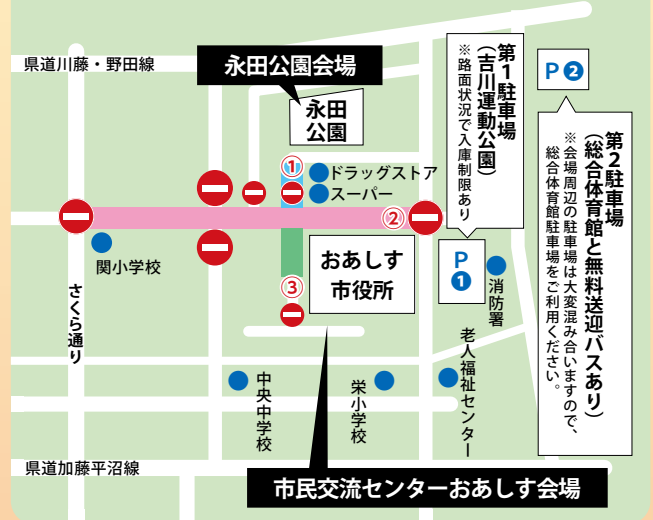 県道川藤・野田線
永田公園会場
永田
公園
第1駐車場
(吉川運動公園)
※路面状況で入庫制限あり
P❷
第2駐車場
(総合体育館と無料送迎バスあり)
※会場周辺の駐車場は大変混み合いますので、
総合体育館駐車場をご利用ください。
①
ドラッグストア
スーパー
②
関小学校
おあしす
市役所
P
❶
消防署
③
さくら通り
中央中学校
栄小学校
老人福祉センター
県道加藤平沼線
市民交流センターおあしす会場